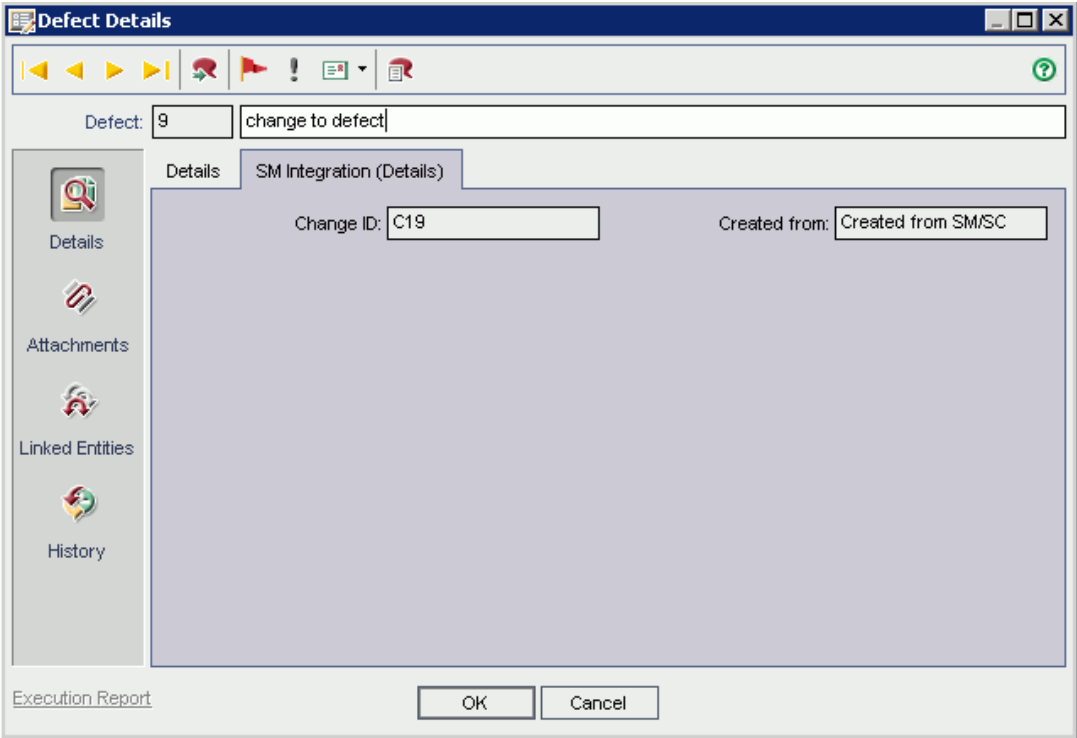 Defect Details
Defect: 9 change to defect
Details SM Integration (Details)
Change ID: C19 Created from: Created from SM/SC
Details
Attachments
Linked Entities
History
Execution Report
OK Cancel